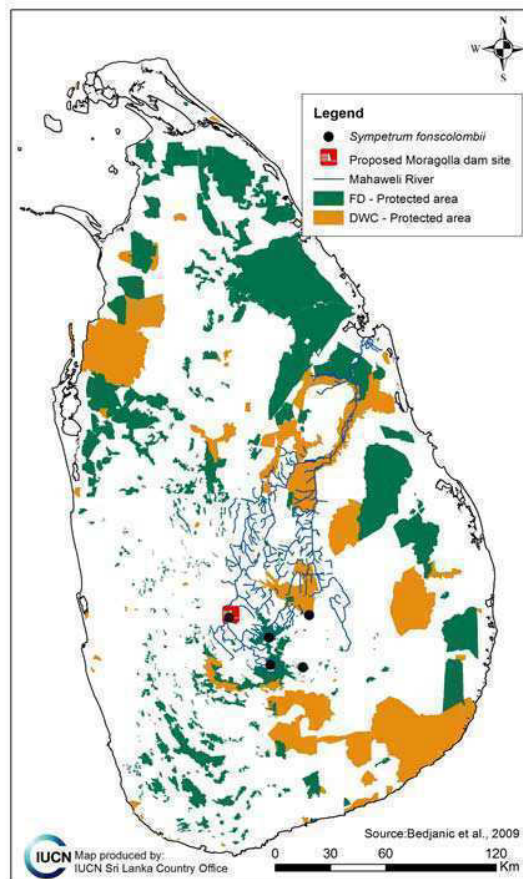 N
W E
S
Legend
Sympetrum fonscolombii
Proposed Moragolla dam site
Mahaweli River
FD - Protected area
DWC - Protected area
Source:Bedjanic et al., 2009
IUCN
Map produced by:
IUCN Sri Lanka Country Office
0 30 60 120
Km